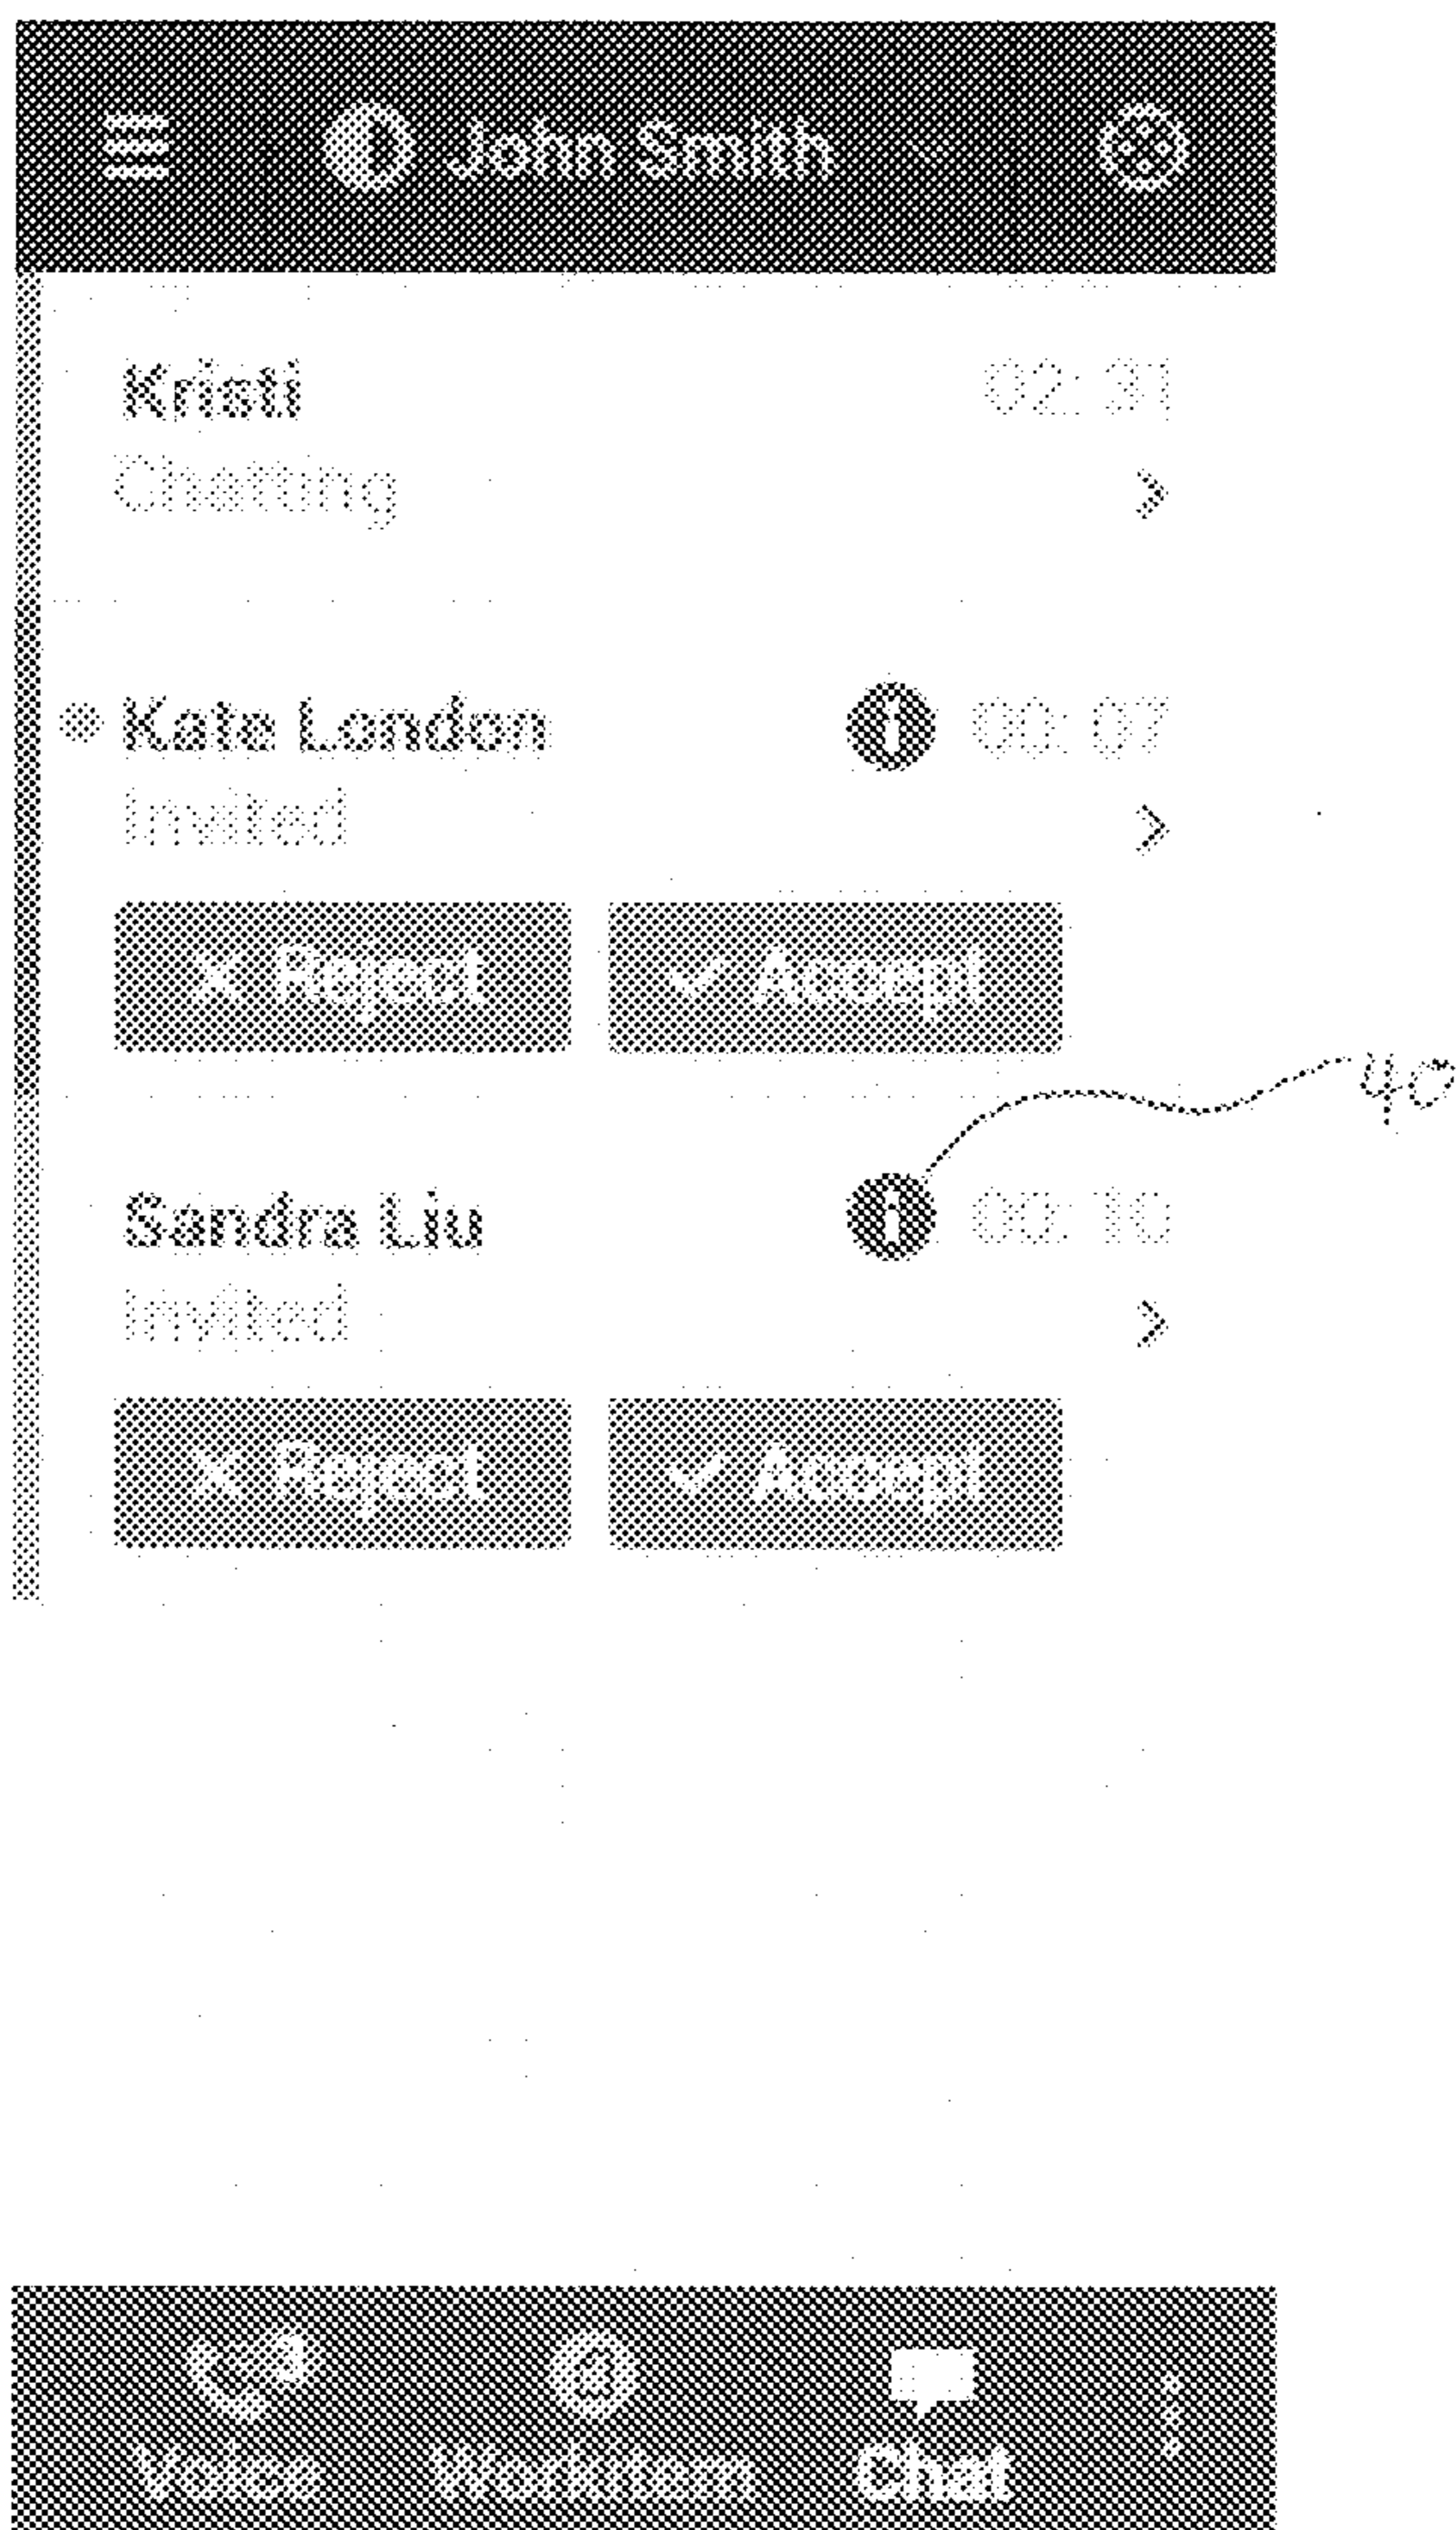 John Smith
Kristi 02:31
Chatting
Kate London i 00:07
Invited
Reject Accept
40
Sandra Liu i 00:10
Invited
Reject Accept
Voice Workitem Chat